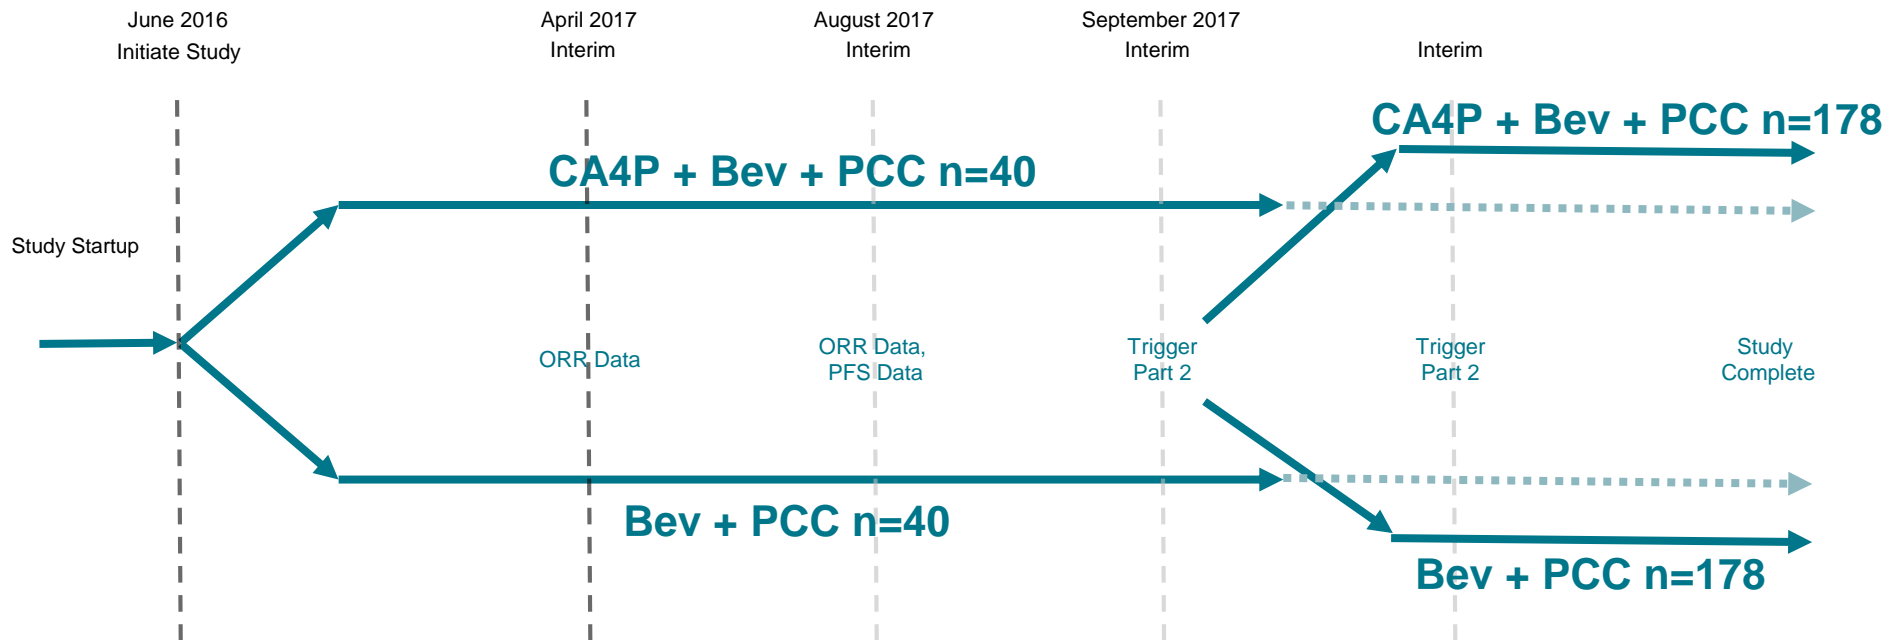 June 2016
Initiate Study
April 2017
Interim
August 2017
Interim
September 2017
Interim
Interim
CA4P + Bev + PCC n=178
CA4P + Bev + PCC n=40
Study Startup
ORR Data
ORR Data,
PFS Data
Trigger
Part 2
Trigger
Part 2
Study
Complete
Bev + PCC n=40
Bev + PCC n=178